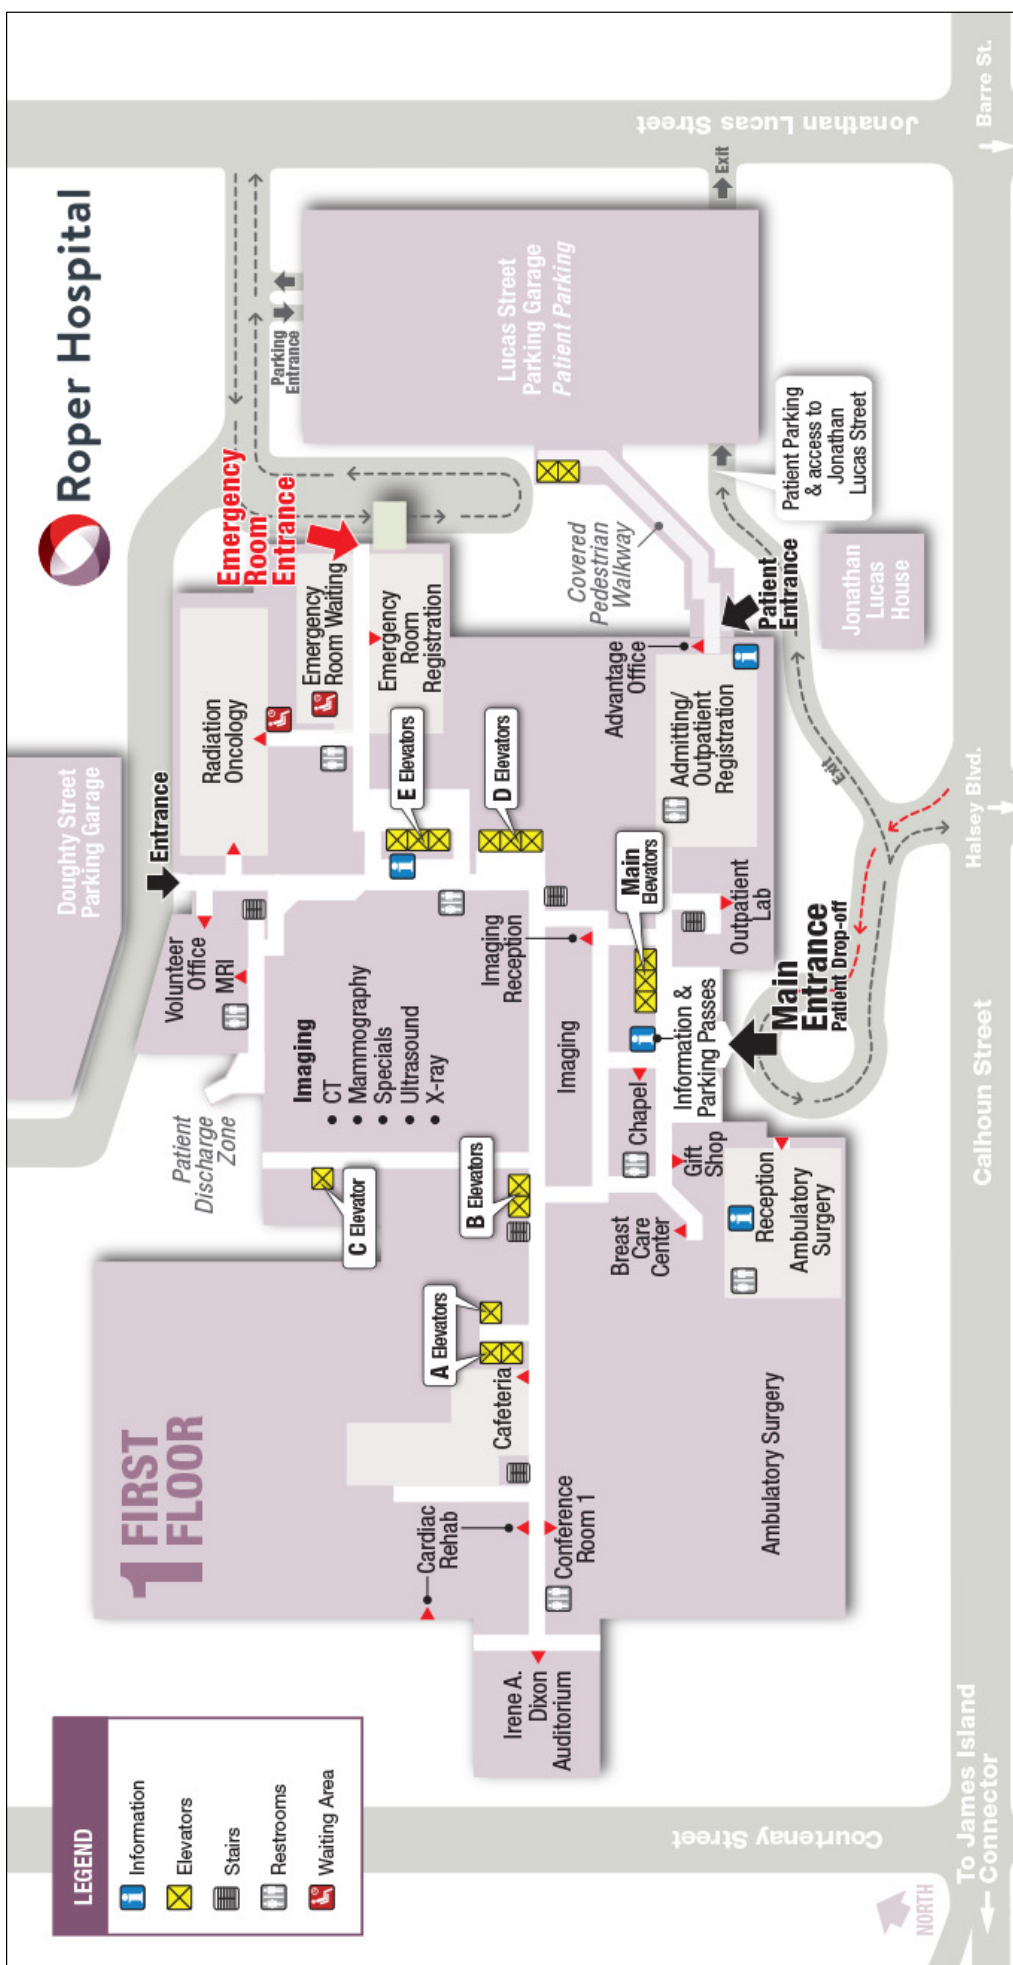 Roper Hospital
1 FIRST
FLOOR
LEGEND
Information
Elevators
Stairs
Restrooms
Waiting Area
Doughty Street
Parking Garage
Entrance
Emergency
Room
Entrance
Parking
Entrance
Jonathan Lucas Street
Patient
Discharge
Zone
Volunteer
Office
MRI
Radiation
Oncology
Emergency
Room Waiting
Emergency
Room
Registration
Lucas Street
Parking Garage
Patient Parking
C Elevator
Imaging
• CT
• Mammography
• Specials
• Ultrasound
• X-ray
E Elevators
D Elevators
Cardiac
Rehab
Cafeteria
A Elevators
B Elevators
Imaging
Reception
Covered
Pedestrian
Walkway
Irene A.
Dixon
Auditorium
Conference
Room 1
Imaging
Advantage
Office
Breast
Care
Center
Chapel
Main
Elevators
Admitting/
Outpatient
Registration
Patient
Entrance
Exit
Gift
Shop
Information &
Parking Passes
Outpatient
Lab
Patient Parking
& access to
Jonathan
Lucas Street
Reception
Ambulatory
Surgery
Ambulatory Surgery
Main
Entrance
Patient Drop-off
Exit
Jonathan
Lucas
House
Courtenay Street
NORTH
To James Island
Connector
Calhoun Street
Halsey Blvd.
Barre St.